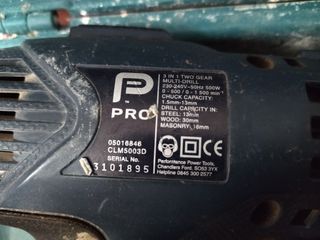 P
™
PRO
05016846
CLM5003D
SERIAL No.
3101895
3 IN 1 TWO GEAR
MULTI-DRILL
230-240V~50Hz 500W
0 - 500 / 0 - 1 500 min⁻¹
CHUCK CAPACITY:
1.5mm-13mm
DRILL CAPACITY IN:
STEEL: 13mm
WOOD: 30mm
MASONRY: 16mm
Performance Power Tools,
Chandlers Ford. SO53 3YX
Helpline 0845 300 2577